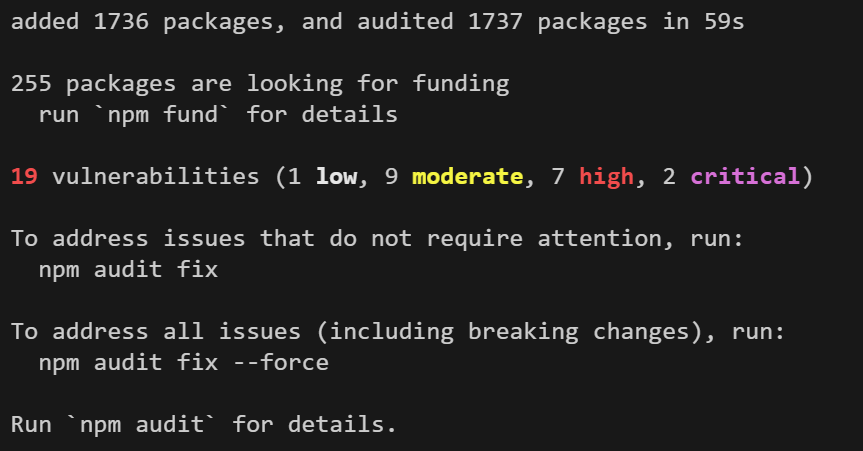 added 1736 packages, and audited 1737 packages in 59s
255 packages are looking for funding
run `npm fund` for details
19 vulnerabilities (1 low, 9 moderate, 7 high, 2 critical)
To address issues that do not require attention, run:
npm audit fix
To address all issues (including breaking changes), run:
npm audit fix --force
Run `npm audit` for details.